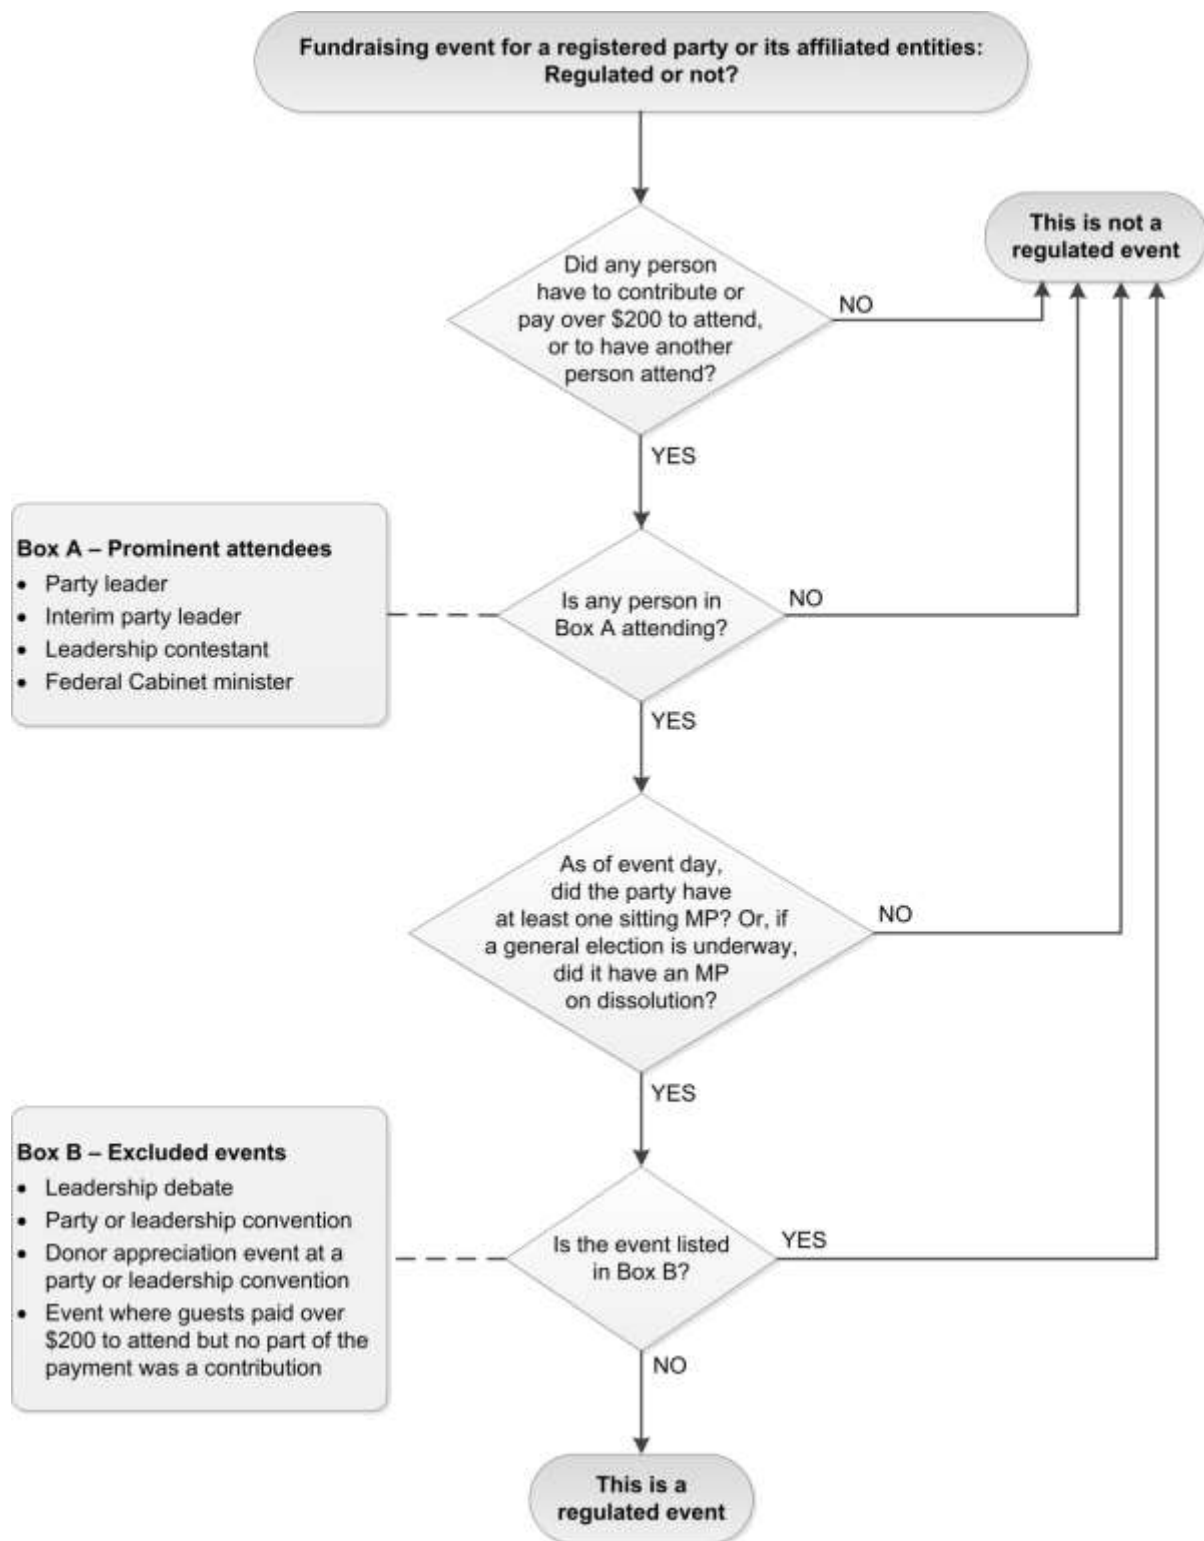 Fundraising event for a registered party or its affiliated entities:
Regulated or not?
This is not a
regulated event
Did any person
have to contribute or
pay over $200 to attend,
or to have another
person attend?
NO
YES
Box A – Prominent attendees
• Party leader
• Interim party leader
• Leadership contestant
• Federal Cabinet minister
Is any person in
Box A attending?
NO
YES
As of event day,
did the party have
at least one sitting MP? Or, if
a general election is underway,
did it have an MP
on dissolution?
NO
YES
Box B – Excluded events
• Leadership debate
• Party or leadership convention
• Donor appreciation event at a
party or leadership convention
• Event where guests paid over
$200 to attend but no part of the
payment was a contribution
Is the event listed
in Box B?
YES
NO
This is a
regulated event